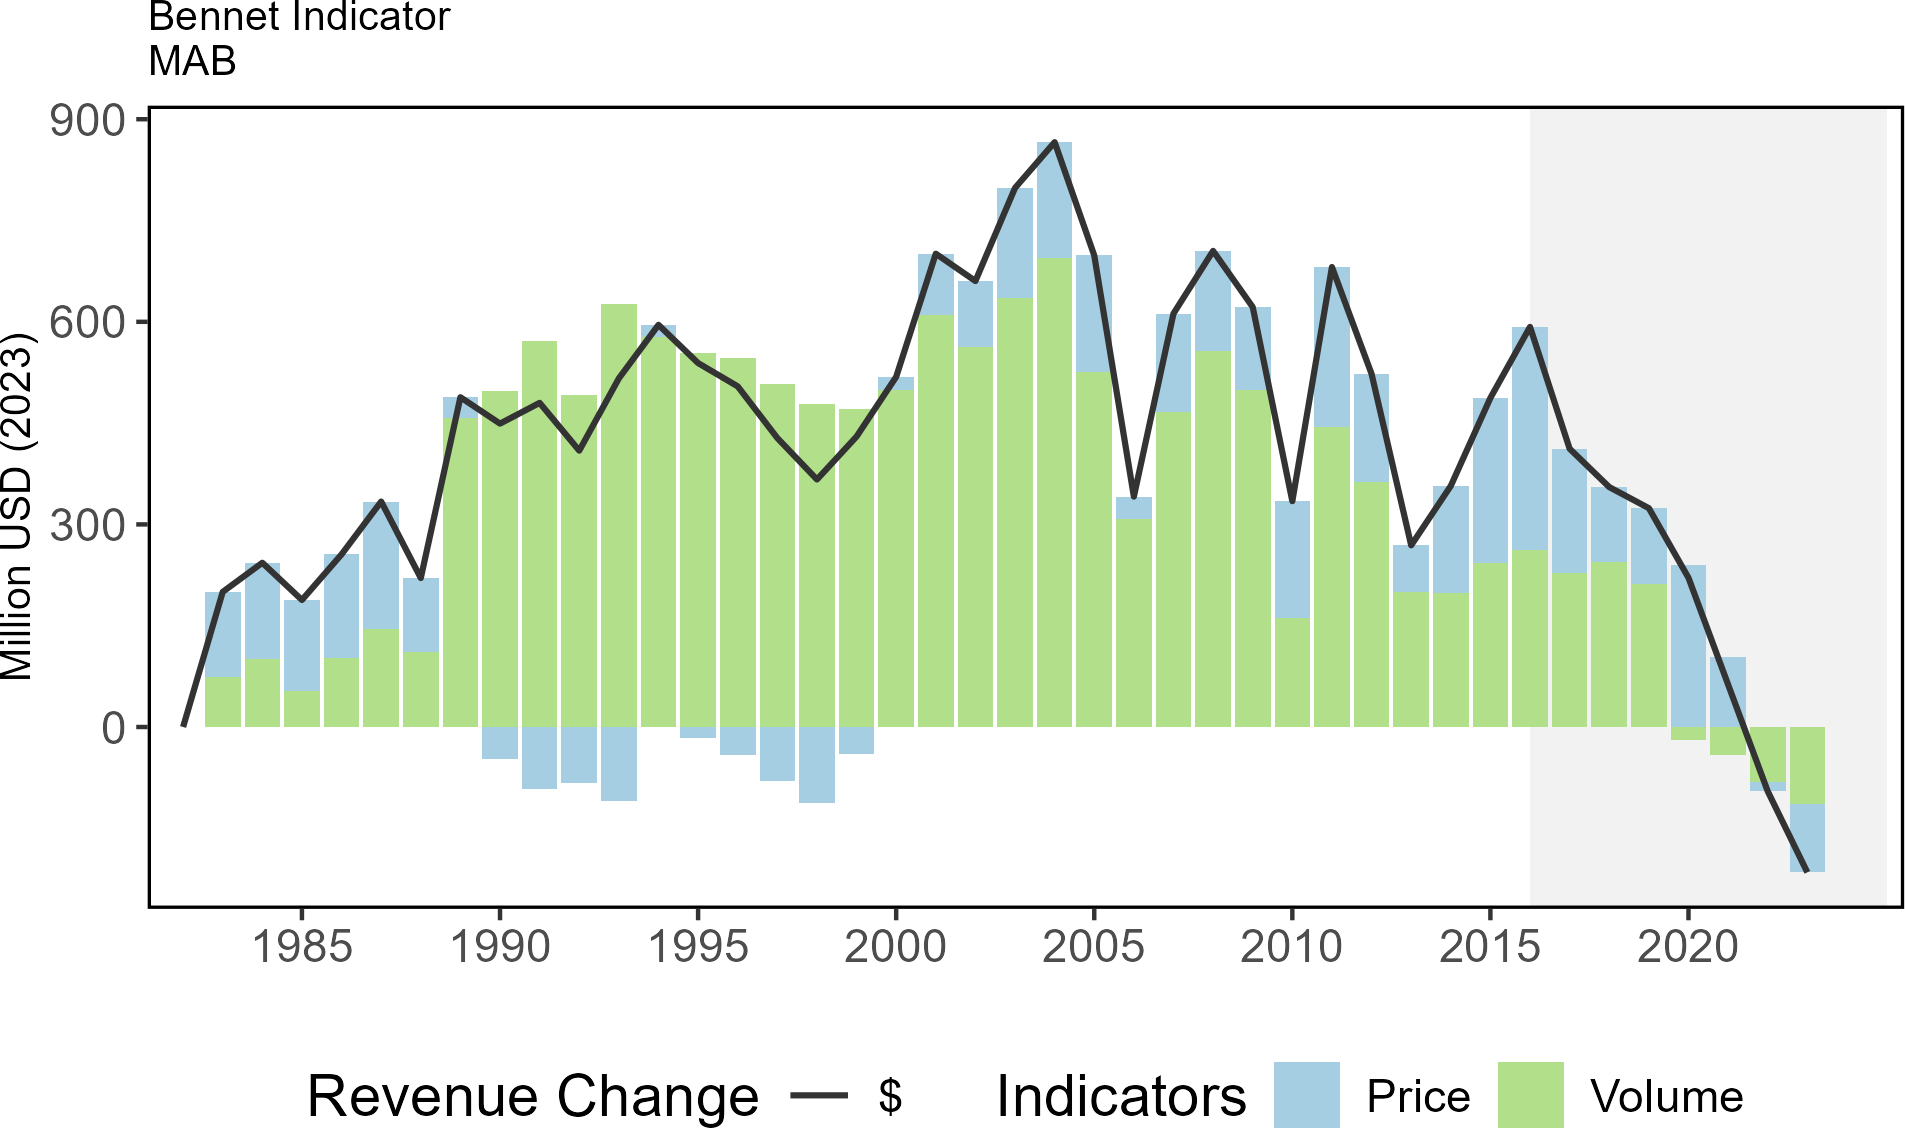 Bennet Indicator
MAB
Million USD (2023)
900
600
300
0
1985 1990 1995 2000 2005 2010 2015 2020
Revenue Change $ Indicators Price Volume